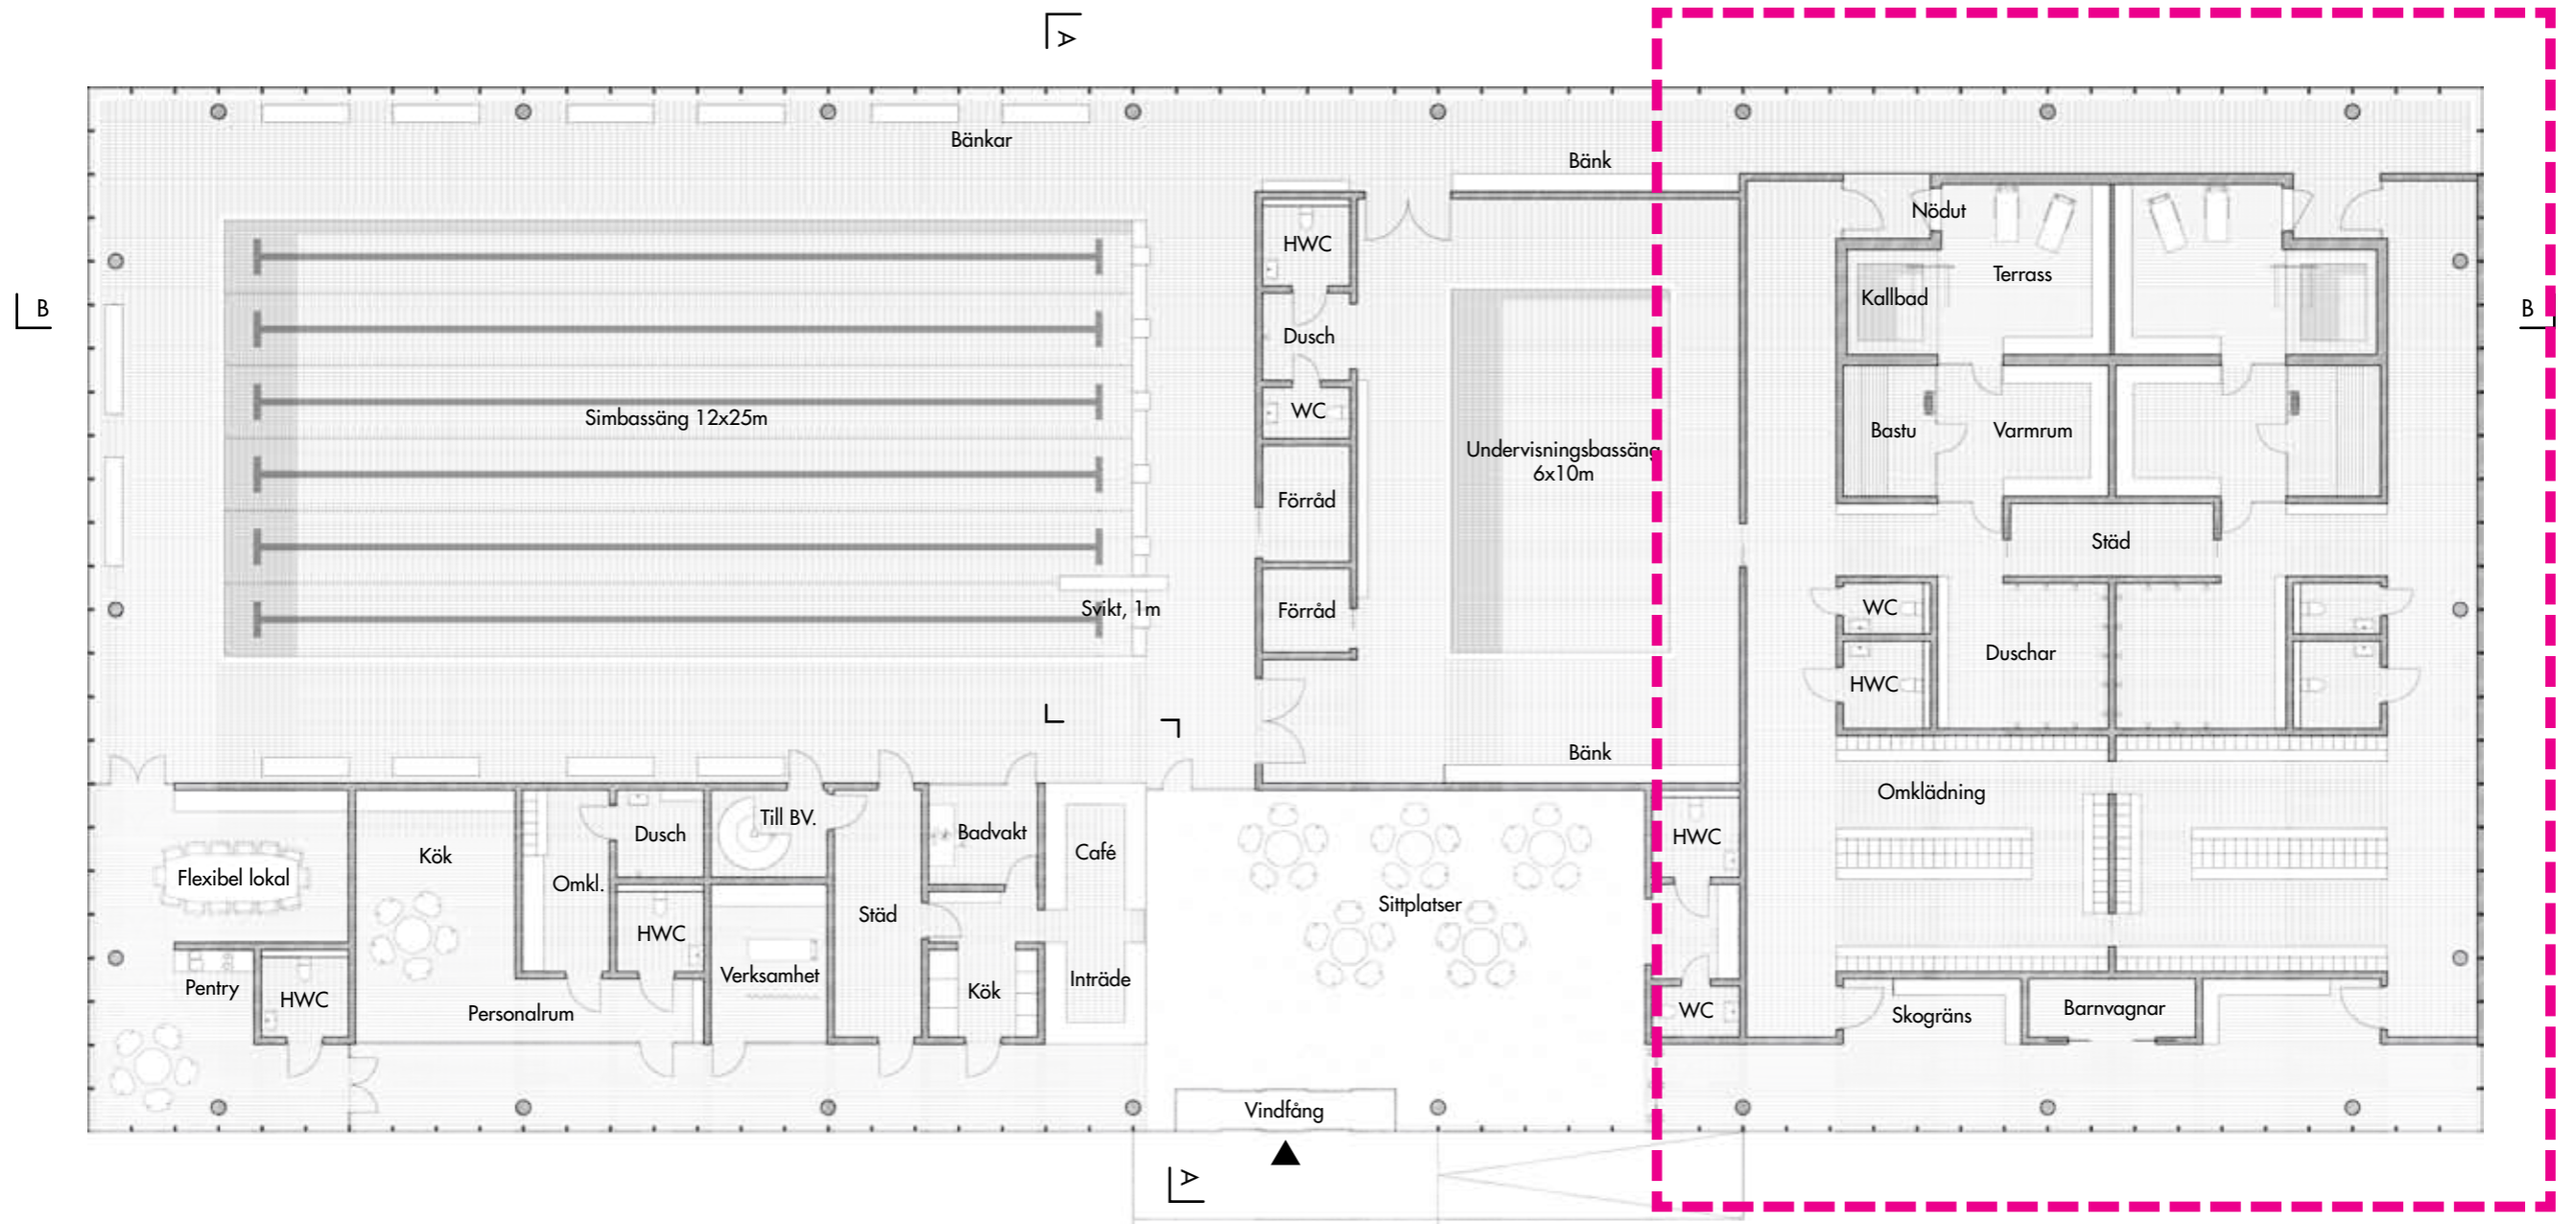 A
Bänkar
Bänk
Nödut
HWC
Terrass
Kallbad
B
B
Dusch
WC
Simbassäng 12x25m
Bastu
Varmrum
Undervisningsbassäng
6x10m
Förråd
Städ
Svikt, 1m
Förråd
WC
Duschar
HWC
Bänk
Omklädning
Till BV.
Dusch
Badvakt
HWC
Kök
Café
Flexibel lokal
Omkl.
Sittplatser
Städ
HWC
Verksamhet
Inträde
Pentry
HWC
Kök
Personalrum
WC
Skogräns
Barnvagnar
Vindfång
A